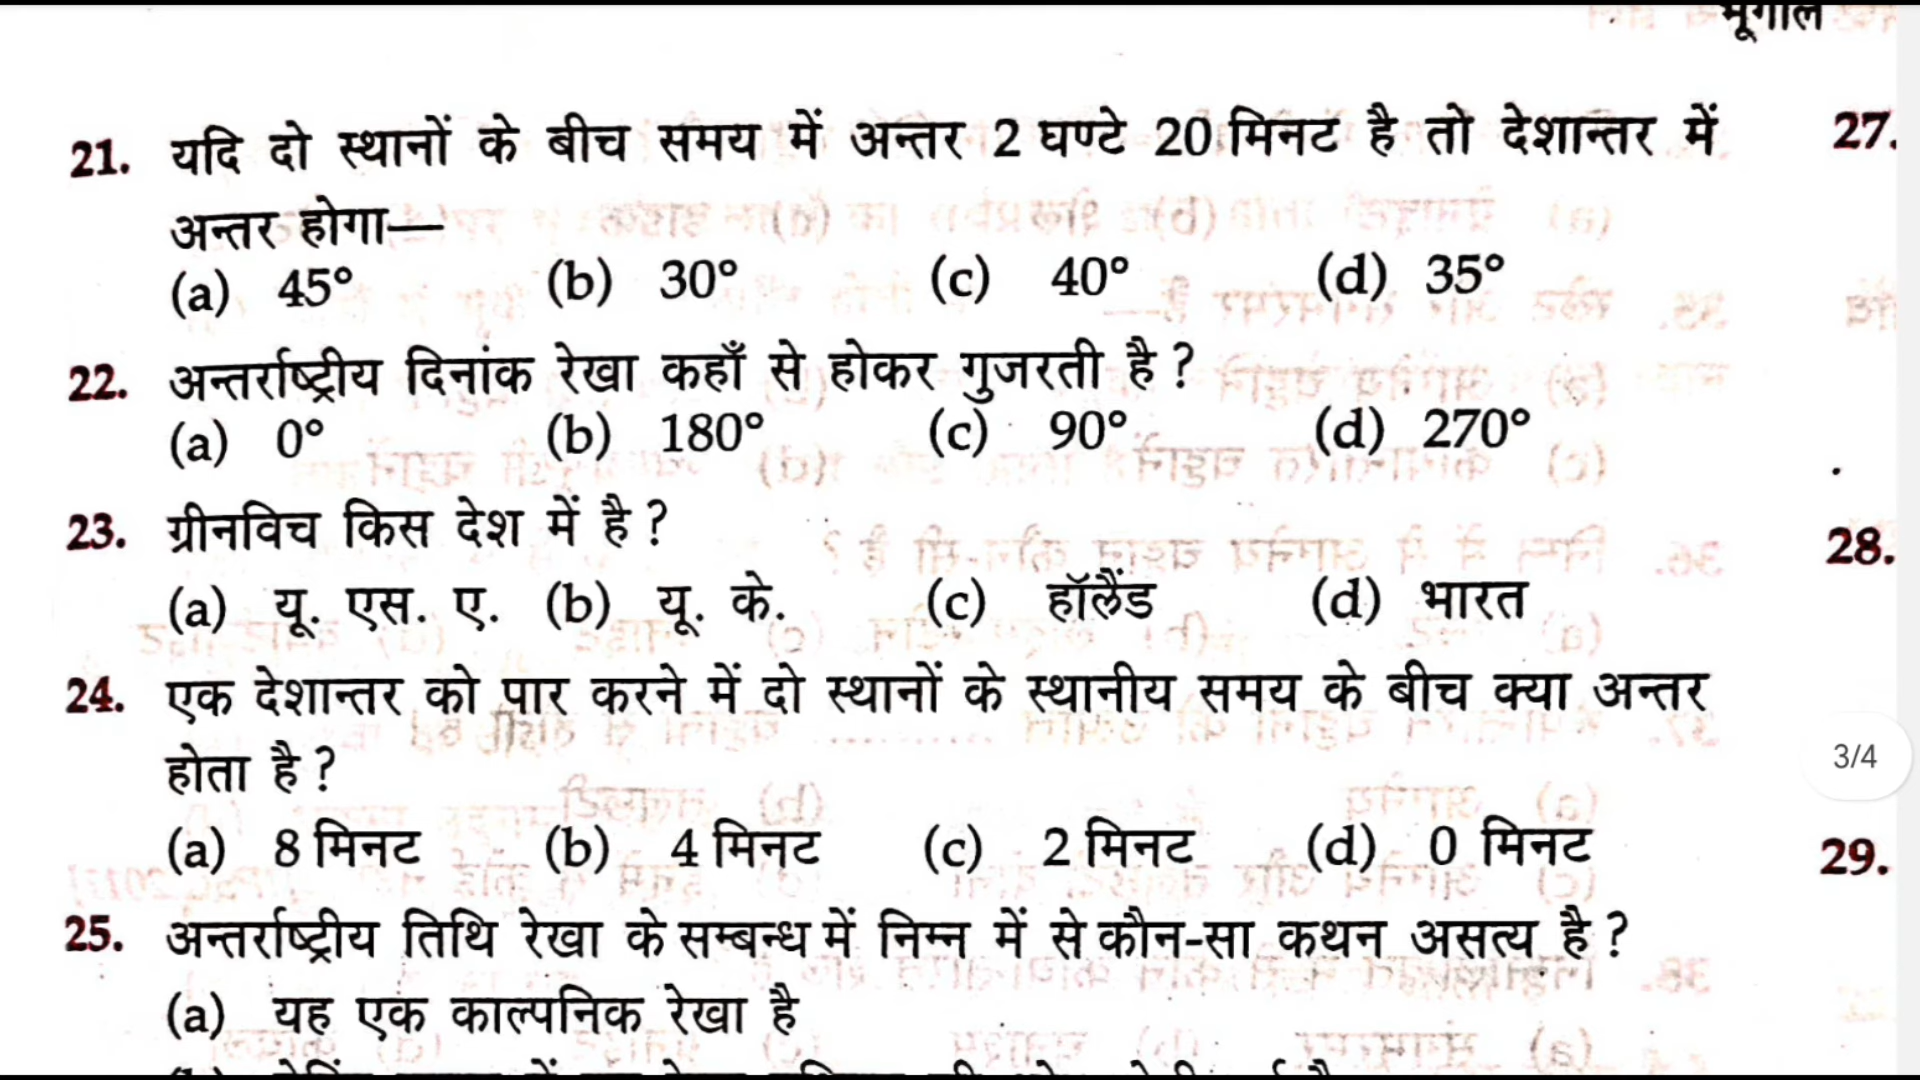 भूगोल
21. यदि दो स्थानों के बीच समय में अन्तर 2 घण्टे 20 मिनट है तो देशान्तर में
अन्तर होगा—
(a) 45° (b) 30° (c) 40° (d) 35°
22. अन्तर्राष्ट्रीय दिनांक रेखा कहाँ से होकर गुजरती है ?
(a) 0° (b) 180° (c) 90° (d) 270°
23. ग्रीनविच किस देश में है ?
(a) यू. एस. ए. (b) यू. के. (c) हॉलैंड (d) भारत
24. एक देशान्तर को पार करने में दो स्थानों के स्थानीय समय के बीच क्या अन्तर
होता है ?
(a) 8 मिनट (b) 4 मिनट (c) 2 मिनट (d) 0 मिनट
25. अन्तर्राष्ट्रीय तिथि रेखा के सम्बन्ध में निम्न में से कौन-सा कथन असत्य है ?
(a) यह एक काल्पनिक रेखा है
27.
28.
3/4
29.